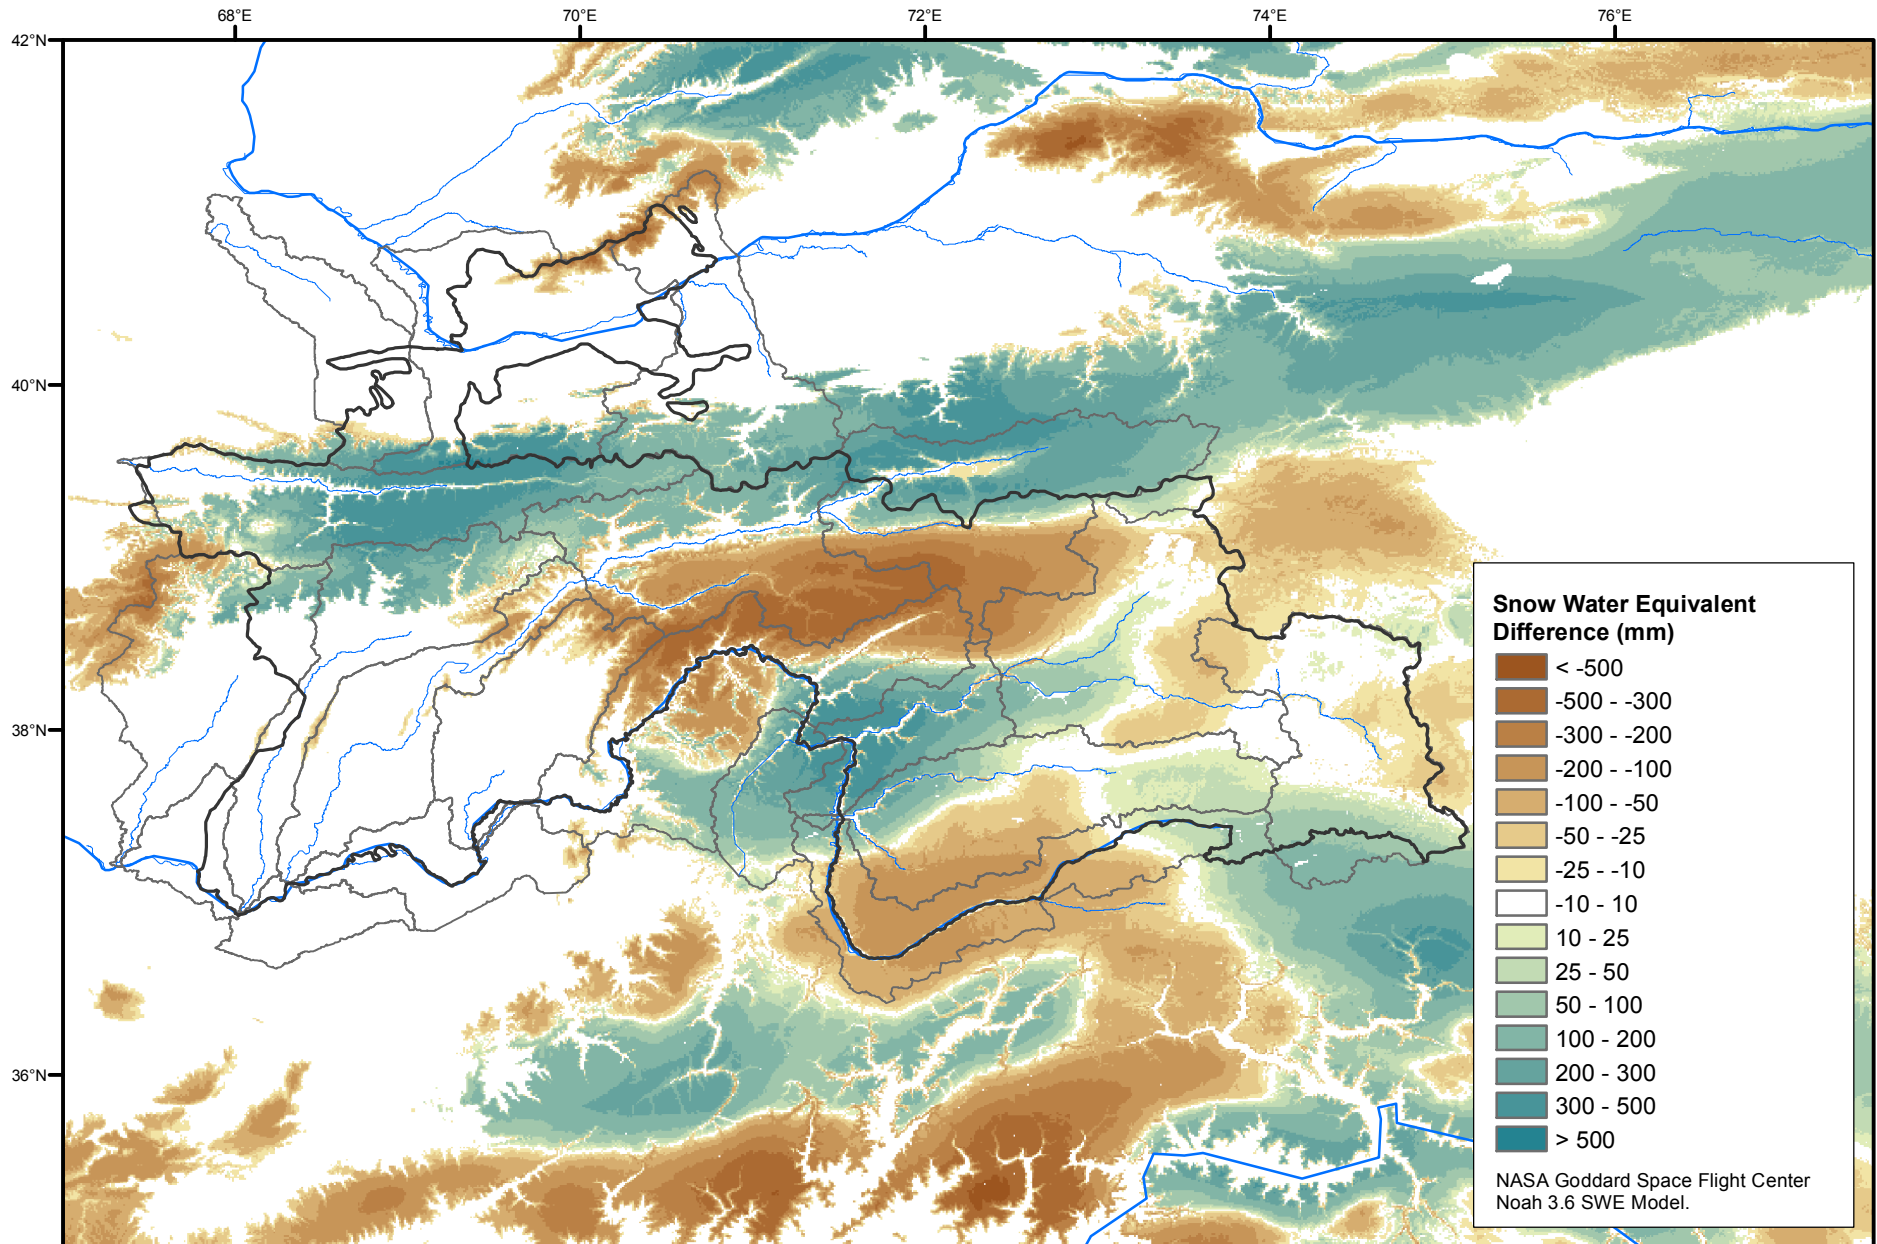 68°E
70°E
72°E
74°E
76°E
42°N
40°N
38°N
36°N
Snow Water Equivalent
Difference (mm)
< -500
-500 - -300
-300 - -200
-200 - -100
-100 - -50
-50 - -25
-25 - -10
-10 - 10
10 - 25
25 - 50
50 - 100
100 - 200
200 - 300
300 - 500
> 500
NASA Goddard Space Flight Center
Noah 3.6 SWE Model.